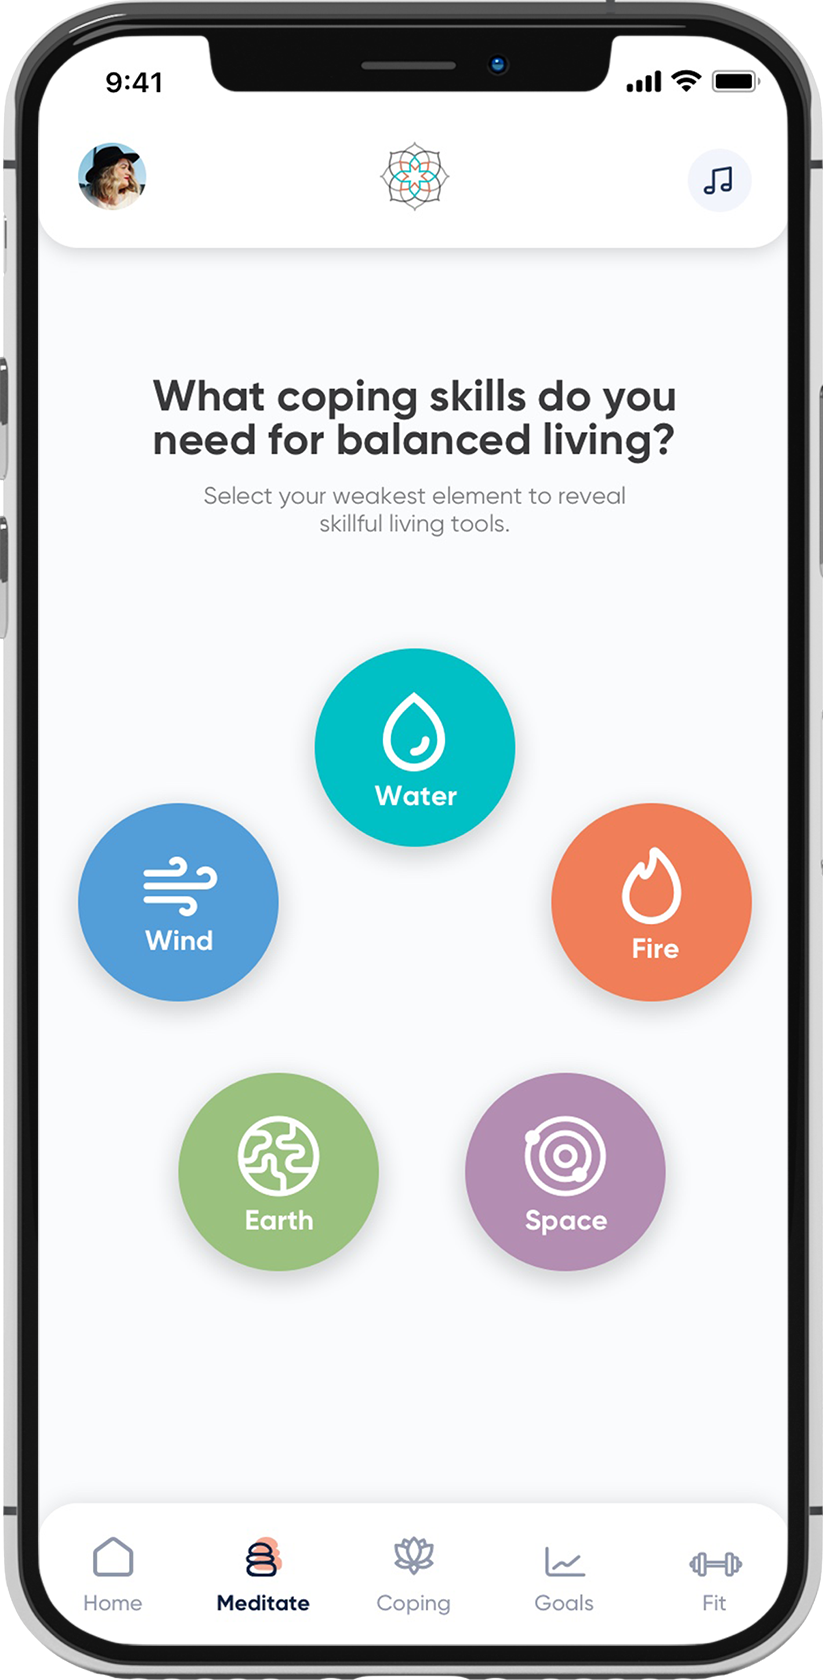 9:41
What coping skills do you
need for balanced living?
Select your weakest element to reveal
skillful living tools.
Water
Wind
Fire
Earth
Space
Home
Meditate
Coping
Goals
Fit